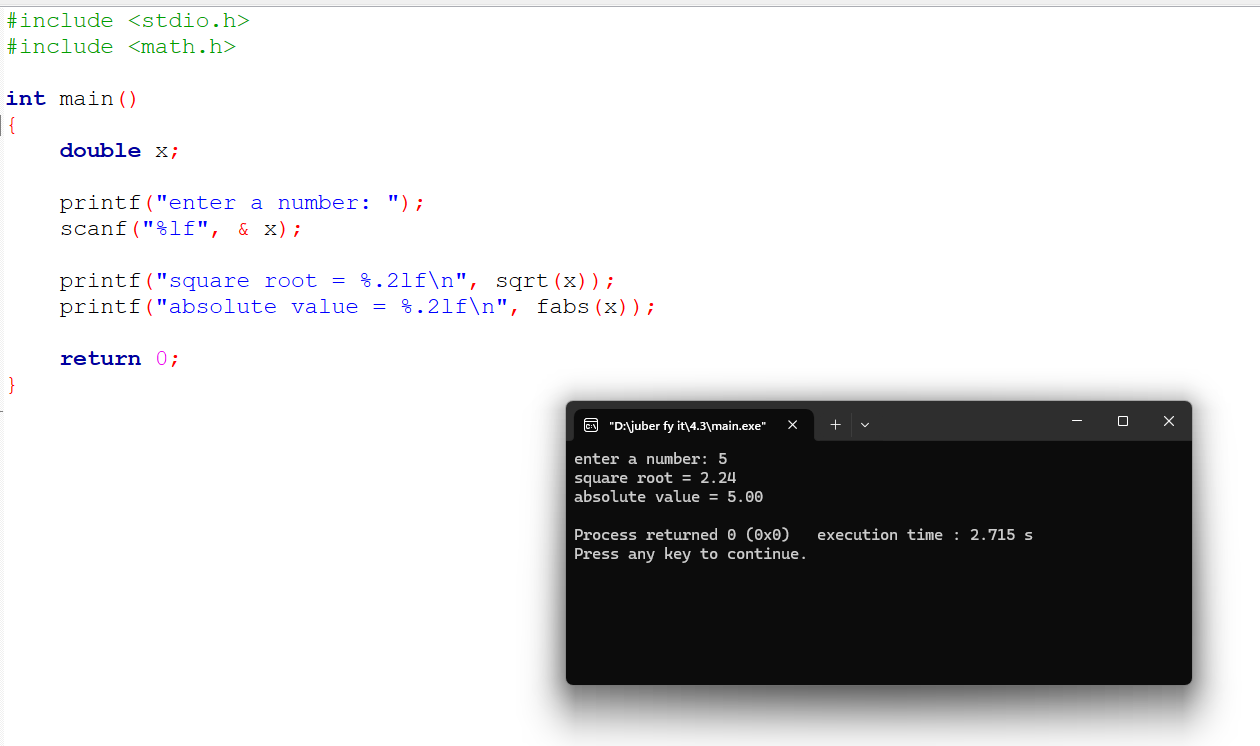 #include <stdio.h>
#include <math.h>
int main()
{
    double x;
    printf("enter a number: ");
    scanf("%lf", & x);
    printf("square root = %.2lf\n", sqrt(x));
    printf("absolute value = %.2lf\n", fabs(x));
    return 0;
}
"D:\juber fy it\4.3\main.exe"
enter a number: 5
square root = 2.24
absolute value = 5.00
Process returned 0 (0x0)   execution time : 2.715 s
Press any key to continue.